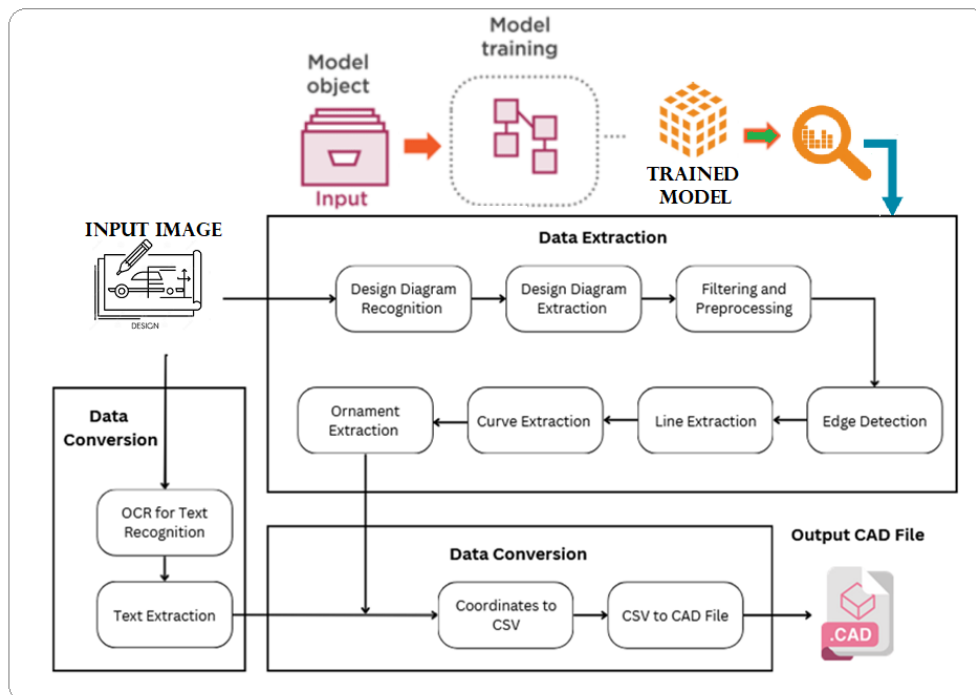 Model
training
Model
object
Input
TRAINED
MODEL
INPUT IMAGE
DESIGN
Data Extraction
Design Diagram
Recognition
Design Diagram
Extraction
Filtering and
Preprocessing
Ornament
Extraction
Curve Extraction
Line Extraction
Edge Detection
Data
Conversion
OCR for Text
Recognition
Text Extraction
Data Conversion
Coordinates to
CSV
CSV to CAD File
Output CAD File
.CAD